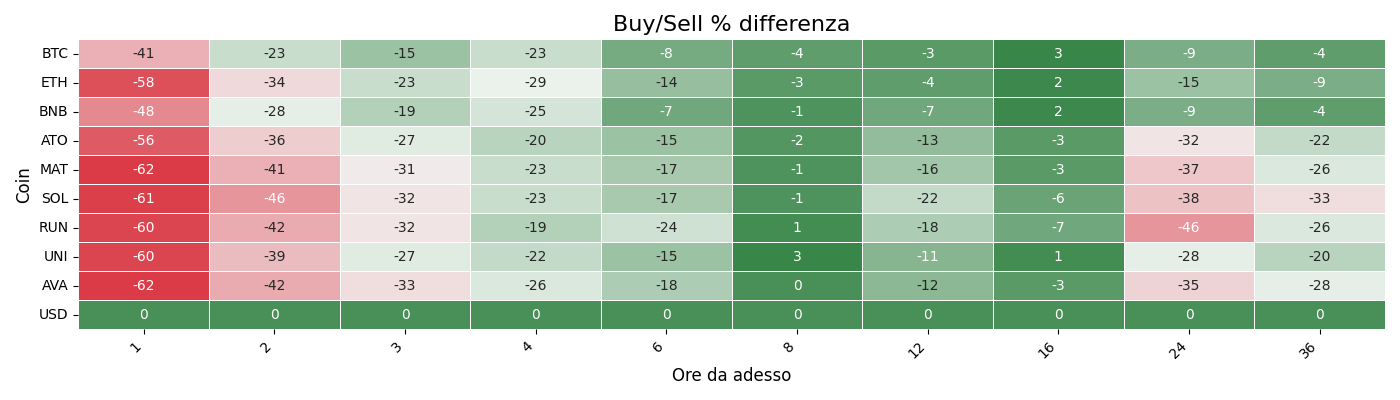 Buy/Sell % differenza
Coin
BTC -41 -23 -15 -23 -8 -4 -3 3 -9 -4
ETH -58 -34 -23 -29 -14 -3 -4 2 -15 -9
BNB -48 -28 -19 -25 -7 -1 -7 2 -9 -4
ATO -56 -36 -27 -20 -15 -2 -13 -3 -32 -22
MAT -62 -41 -31 -23 -17 -1 -16 -3 -37 -26
SOL -61 -46 -32 -23 -17 -1 -22 -6 -38 -33
RUN -60 -42 -32 -19 -24 1 -18 -7 -46 -26
UNI -60 -39 -27 -22 -15 3 -11 1 -28 -20
AVA -62 -42 -33 -26 -18 0 -12 -3 -35 -28
USD 0 0 0 0 0 0 0 0 0 0
1 2 3 4 6 8 12 16 24 36
Ore da adesso